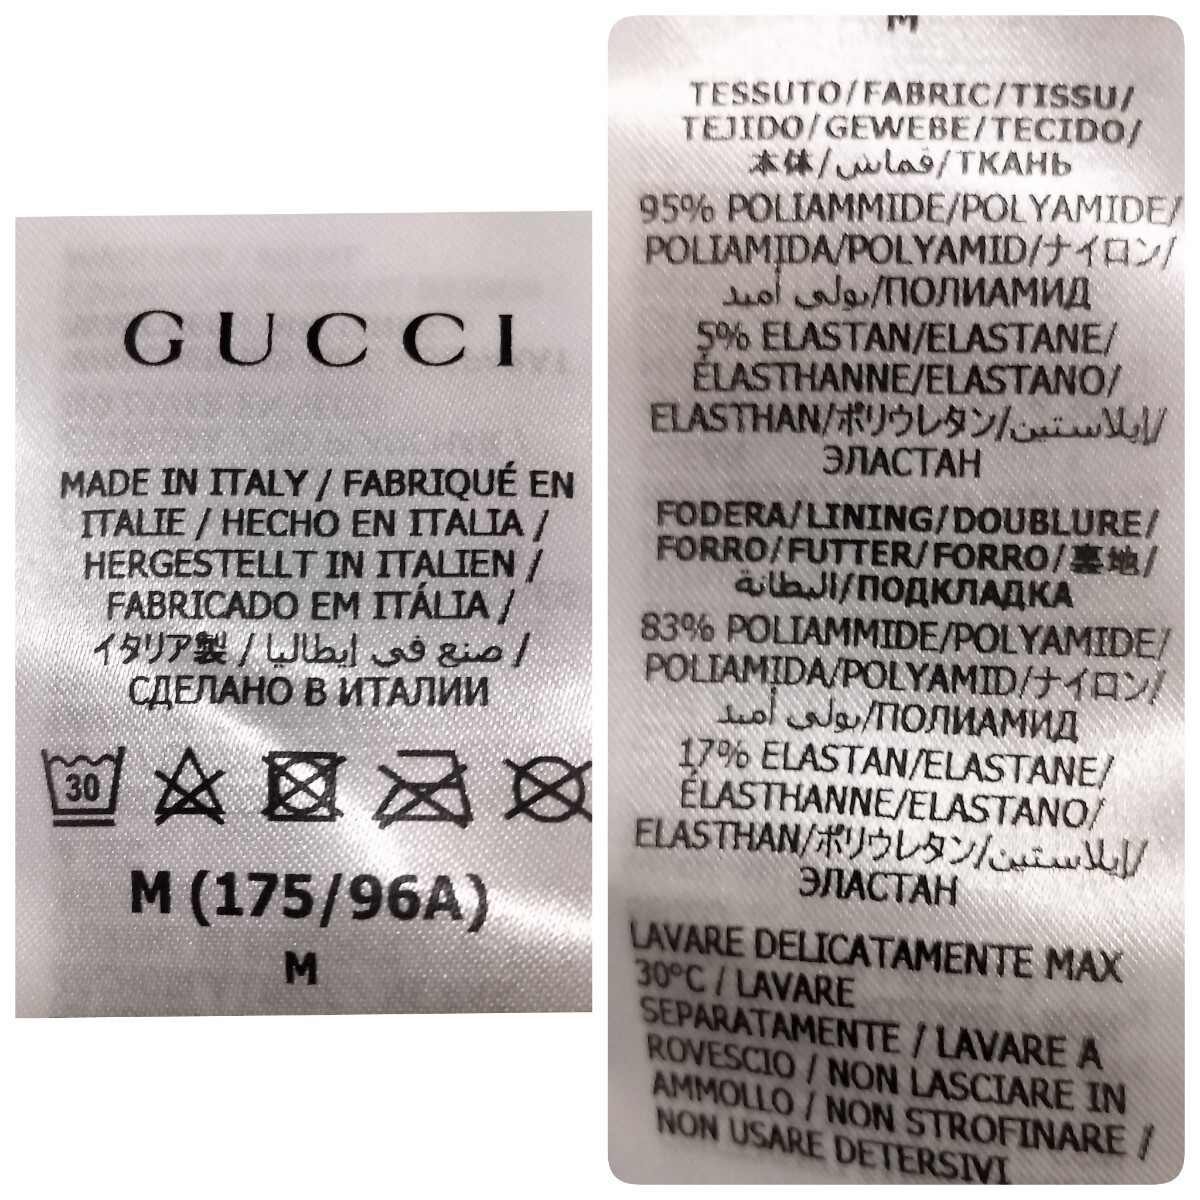 GUCCI
MADE IN ITALY / FABRIQUÉ EN
ITALIE / HECHO EN ITALIA /
HERGESTELLT IN ITALIEN /
FABRICADO EM ITÁLIA /
イタリア製 / صنع في إيطاليا /
СДЕЛАНО В ИТАЛИИ
30
M (175/96A)
M
M
TESSUTO/FABRIC/TISSU/
TEJIDO/GEWEBE/TECIDO/
本体/قماش/ТКАНЬ
95% POLIAMMIDE/POLYAMIDE/
POLIAMIDA/POLYAMID/ナイロン/
بولي أميد/ПОЛИАМИД
5% ELASTAN/ELASTANE/
ÉLASTHANNE/ELASTANO/
ELASTHAN/ポリウレタン/إيلاستين/
ЭЛАСТАН
FODERA/LINING/DOUBLURE/
FORRO/FUTTER/FORRO/裏地/
البطانة/ПОДКЛАДКА
83% POLIAMMIDE/POLYAMIDE/
POLIAMIDA/POLYAMID/ナイロン/
بولي أميد/ПОЛИАМИД
17% ELASTAN/ELASTANE/
ÉLASTHANNE/ELASTANO/
ELASTHAN/ポリウレタン/إيلاستين/
ЭЛАСТАН
LAVARE DELICATAMENTE MAX
30°C / LAVARE
SEPARATAMENTE / LAVARE A
ROVESCIO / NON LASCIARE IN
AMMOLLO / NON STROFINARE /
NON USARE DETERSIVI